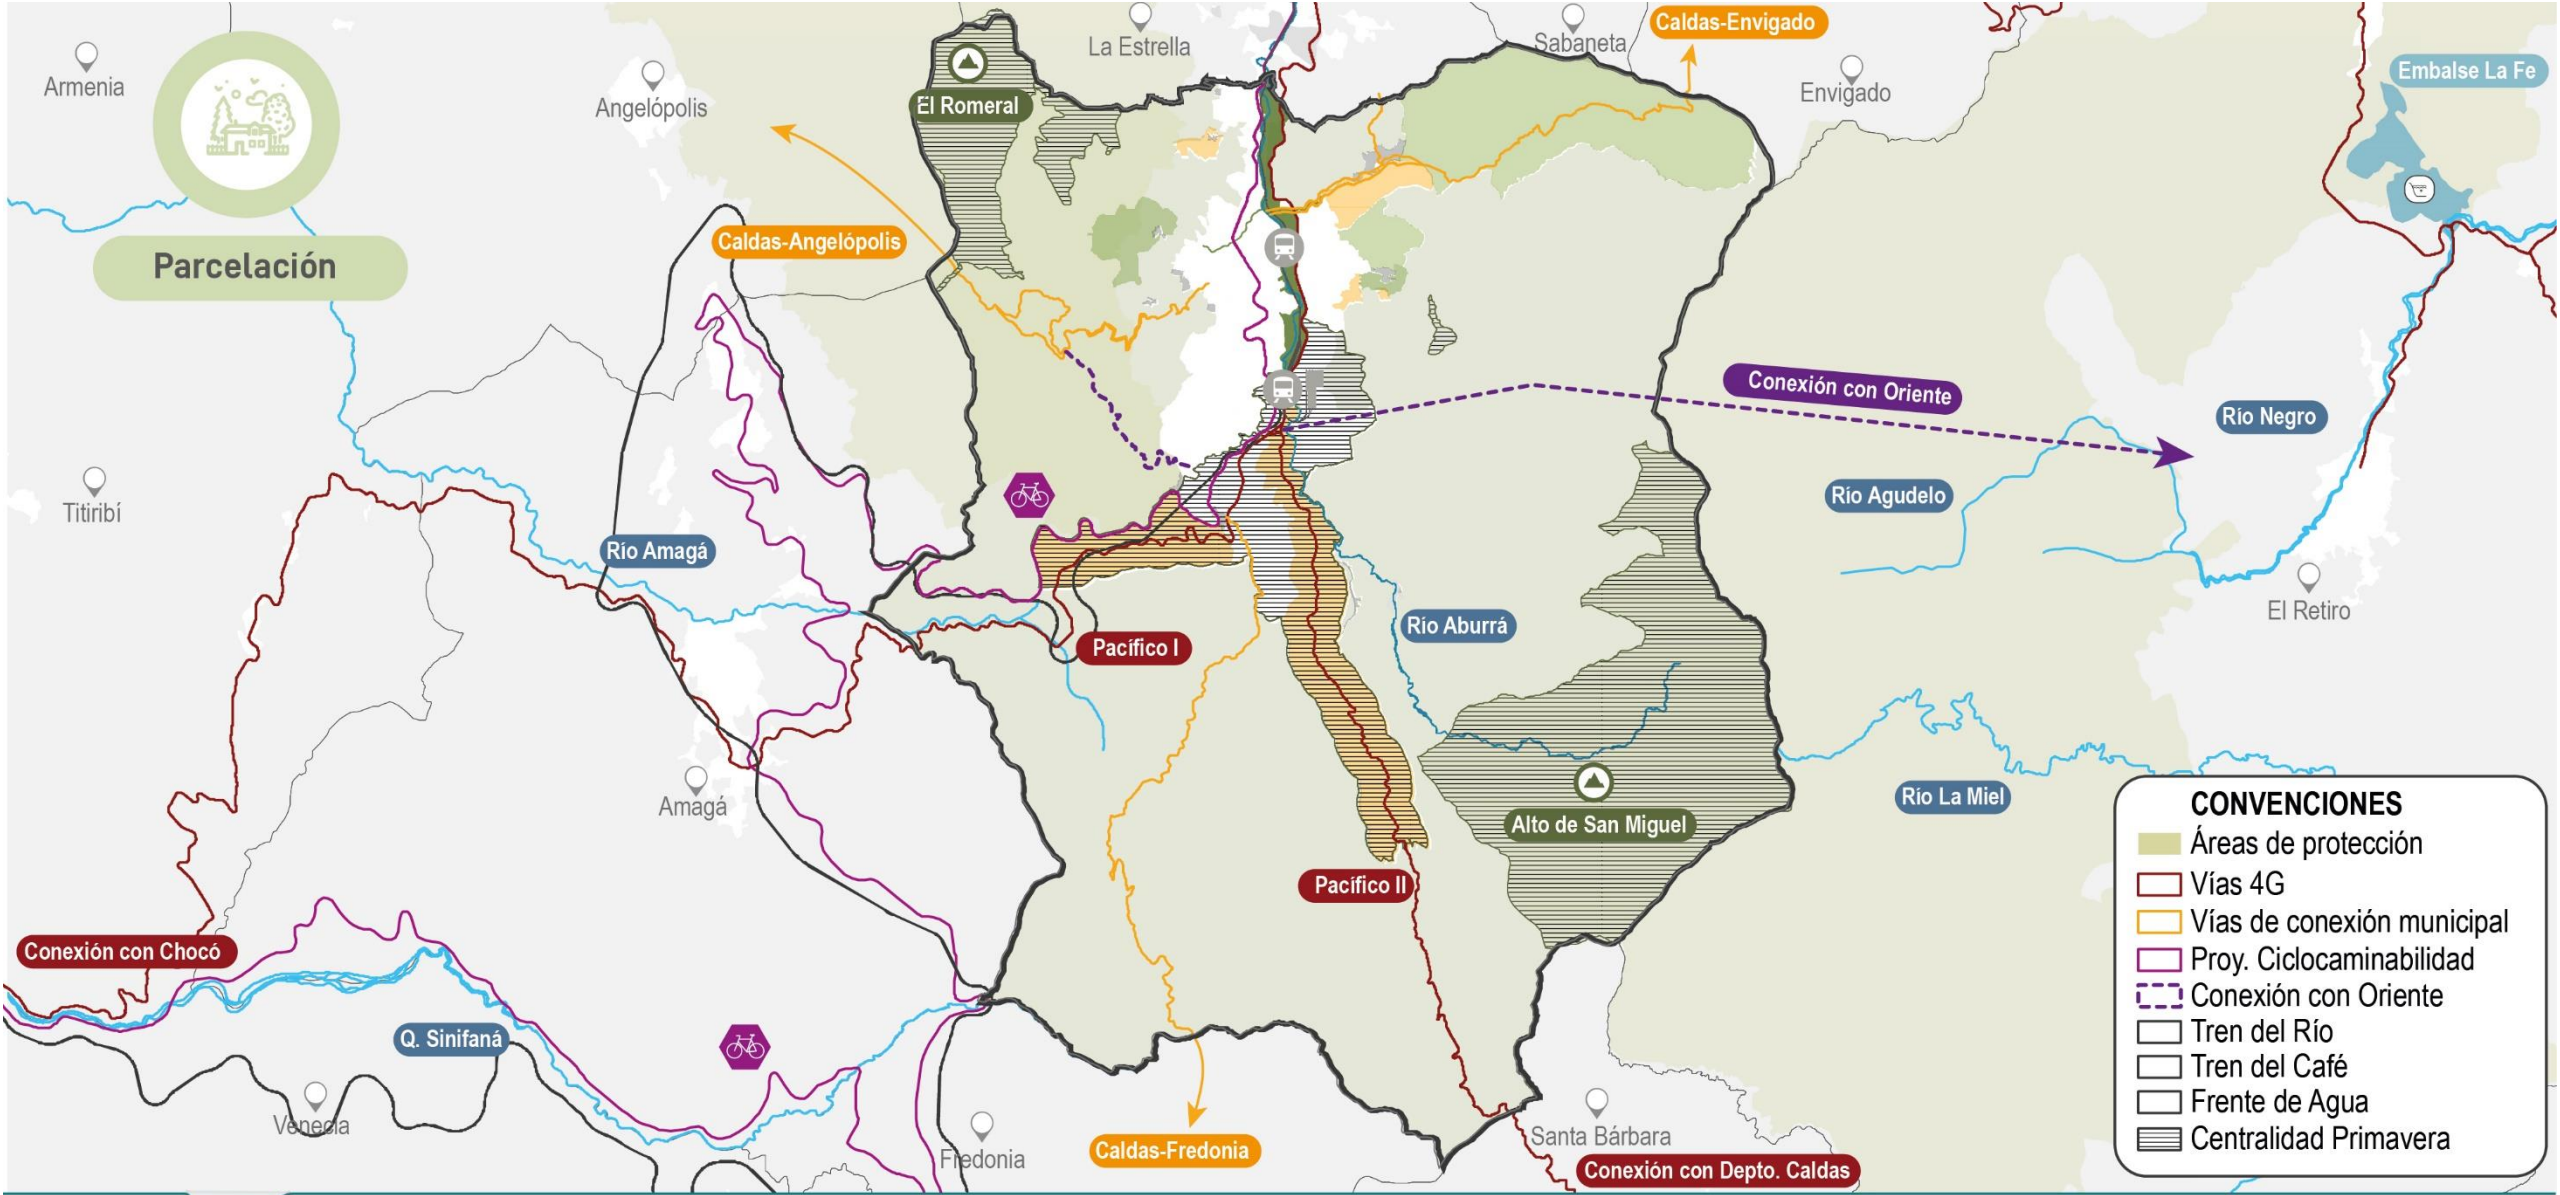 Caldas-Envigado
La Estrella
Sabaneta
Armenia
Angelópolis
El Romeral
Envigado
Embalse La Fe
Caldas-Angelópolis
Parcelación
Conexión con Oriente
Río Negro
Río Agudelo
Titiribí
Río Amagá
El Retiro
Río Aburrá
Pacífico I
Amagá
Río La Miel
Alto de San Miguel
Pacífico II
Conexión con Chocó
Q. Sinifaná
Venecia
Fredonia
Caldas-Fredonia
Santa Bárbara
Conexión con Depto. Caldas
CONVENCIONES
Áreas de protección
Vías 4G
Vías de conexión municipal
Proy. Ciclocaminabilidad
Conexión con Oriente
Tren del Río
Tren del Café
Frente de Agua
Centralidad Primavera